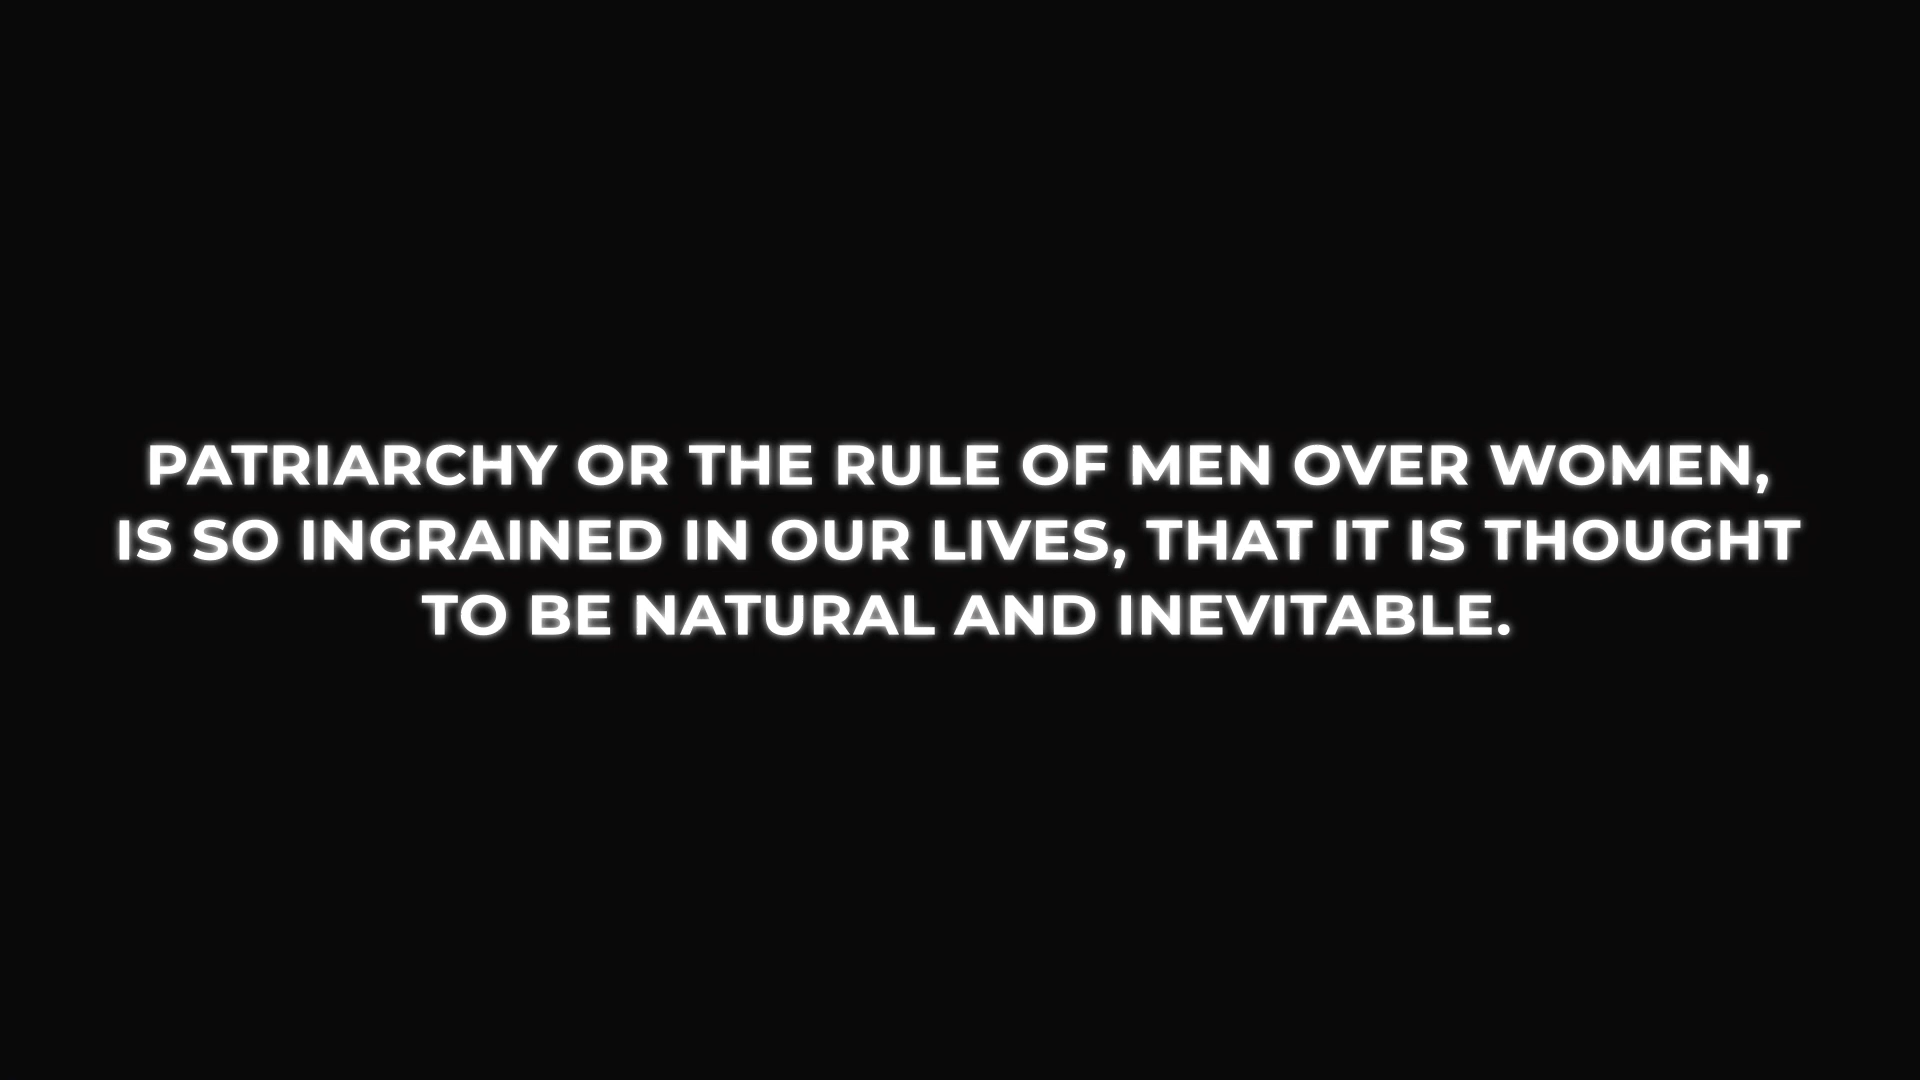 PATRIARCHY OR THE RULE OF MEN OVER WOMEN,
IS SO INGRAINED IN OUR LIVES, THAT IT IS THOUGHT
TO BE NATURAL AND INEVITABLE.